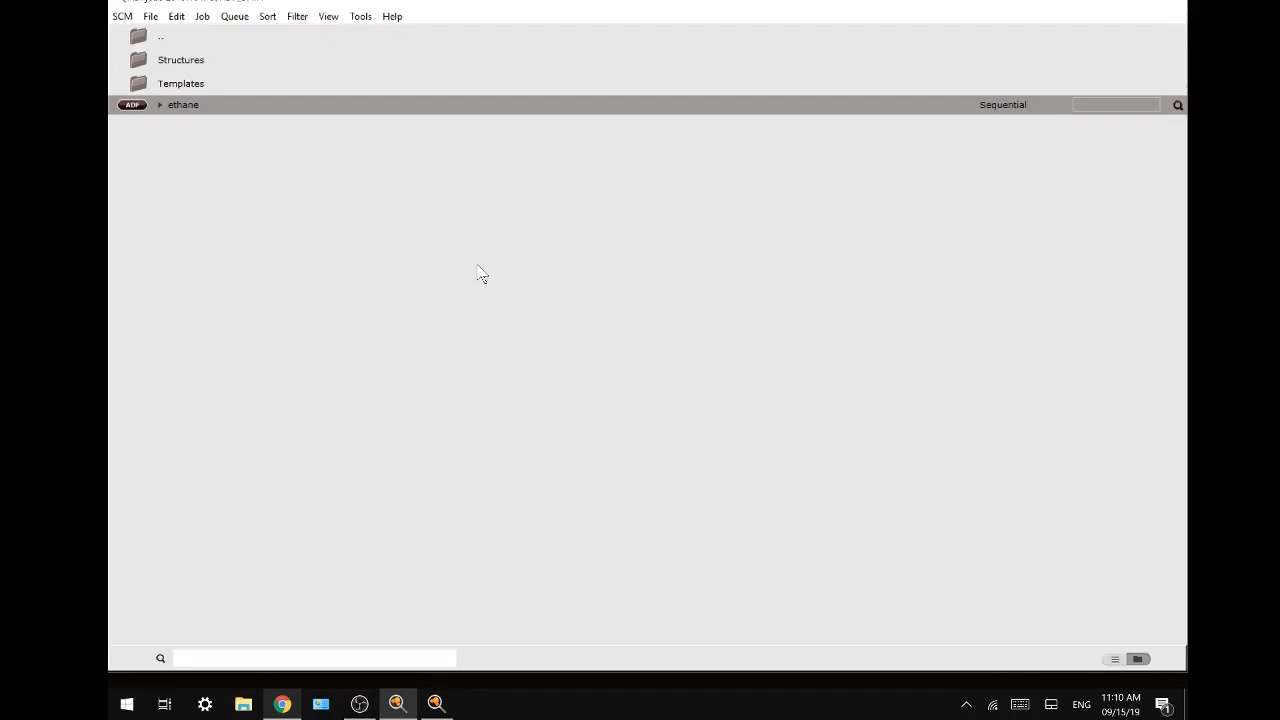 SCM File Edit Job Queue Sort Filter View Tools Help
..
Structures
Templates
ADF ethane Sequential
ENG 11:10 AM
09/15/19 1